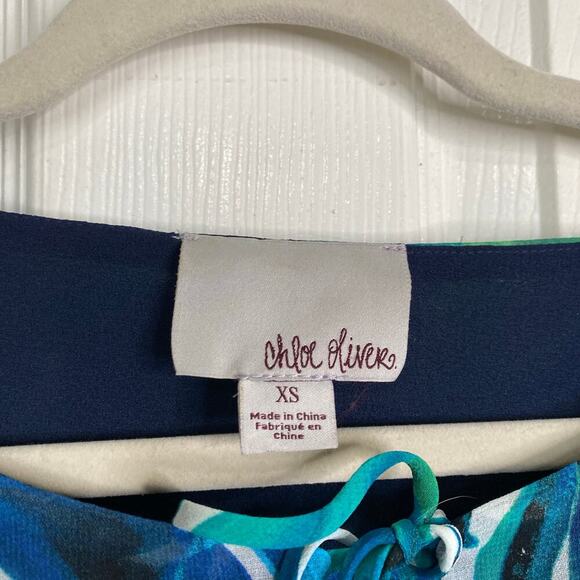 chloe oliver.
XS
Made in China
Fabriqué en
Chine